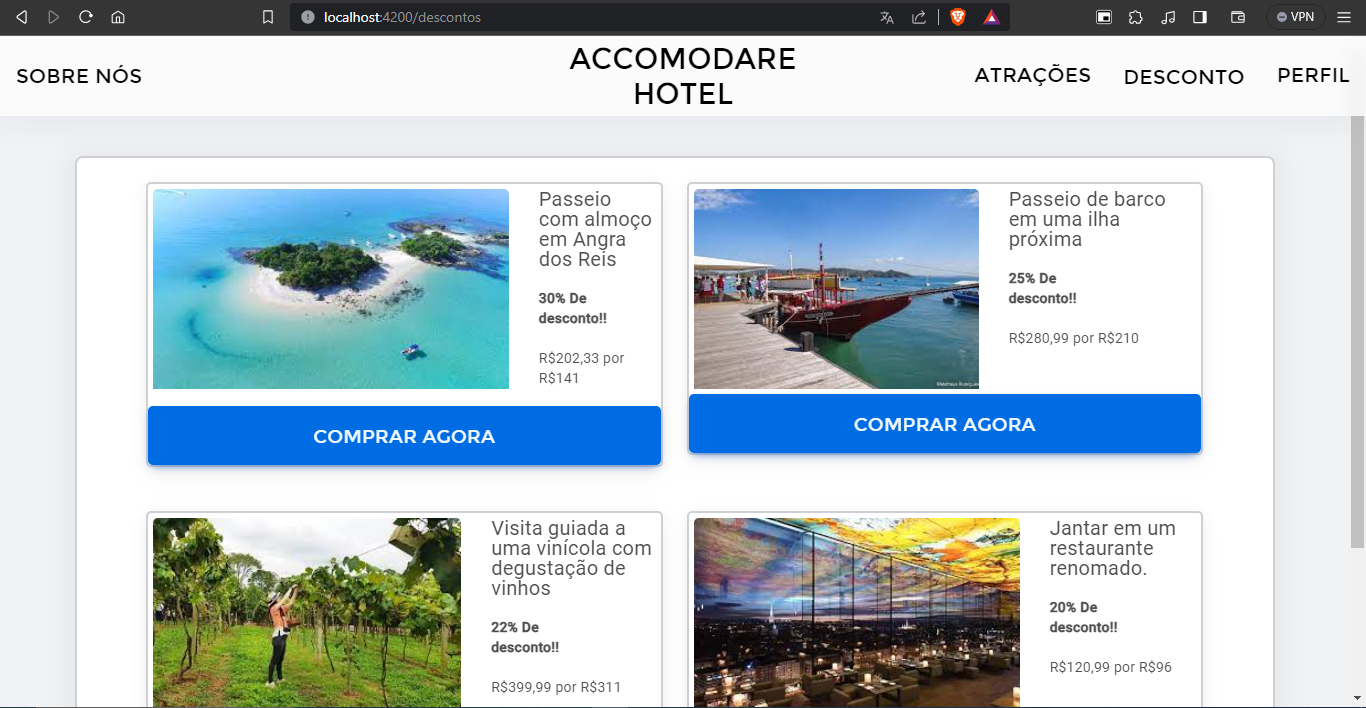 localhost:4200/descontos
VPN
SOBRE NÓS
ACCOMODARE
HOTEL
ATRAÇÕES
DESCONTO
PERFIL
Passeio
com almoço
em Angra
dos Reis
30% De
desconto!!
R$202,33 por
R$141
COMPRAR AGORA
Passeio de barco
em uma ilha
próxima
25% De
desconto!!
R$280,99 por R$210
COMPRAR AGORA
Visita guiada a
uma vinícola com
degustação de
vinhos
22% De
desconto!!
R$399,99 por R$311
Jantar em um
restaurante
renomado.
20% De
desconto!!
R$120,99 por R$96